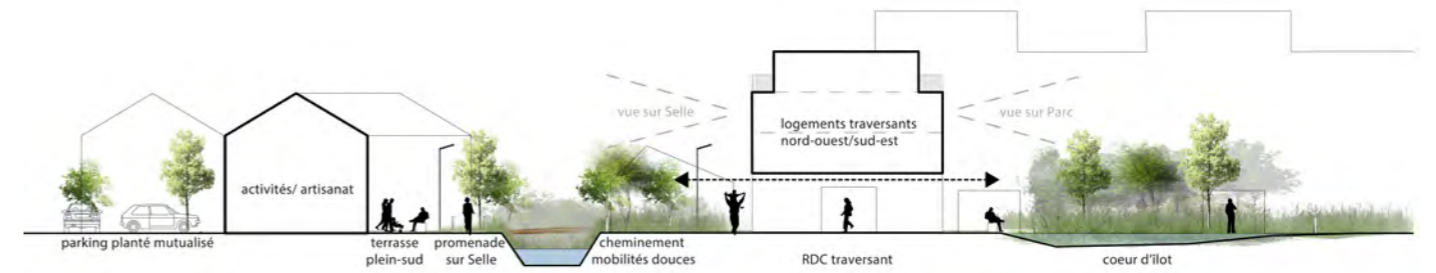 vue sur Selle
vue sur Parc
logements traversants
nord-ouest/sud-est
activités/ artisanat
parking planté mutualisé
terrasse
plein-sud
promenade
sur Selle
cheminement
mobilités douces
RDC traversant
coeur d'îlot